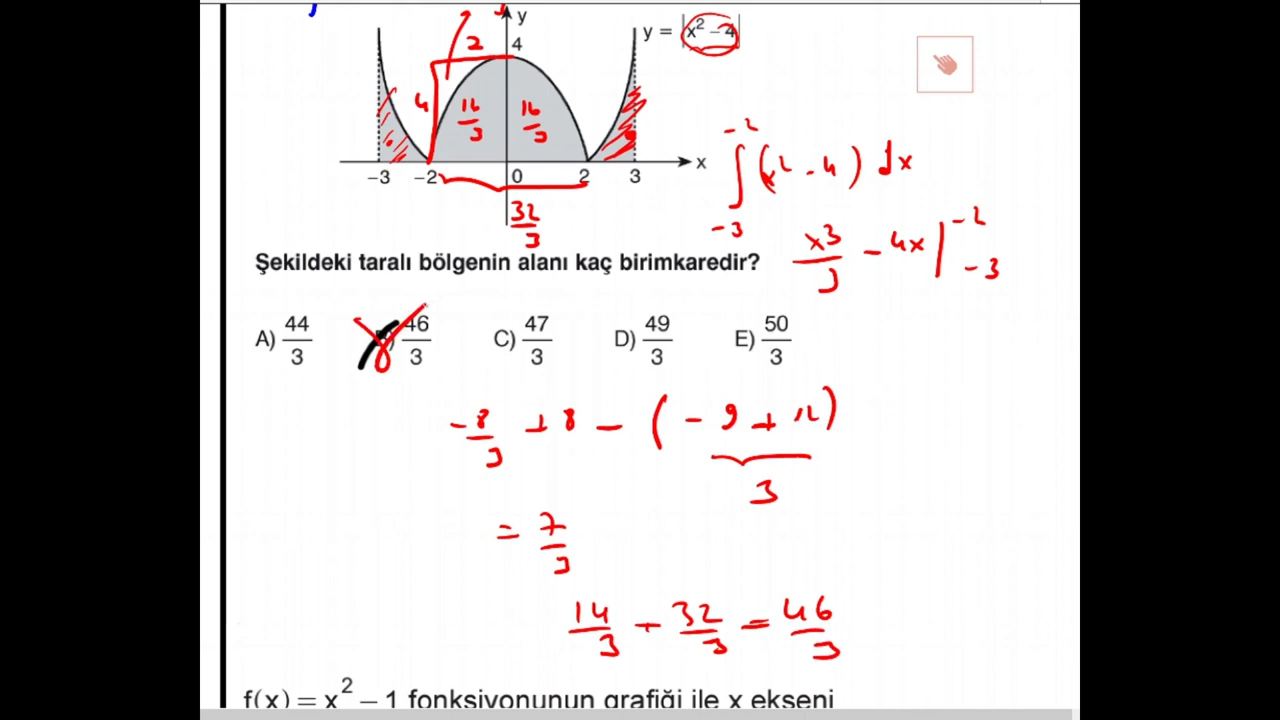 y
y = |x² − 4|
2
4
4
16/3 16/3
−3 −2 0 2 3 x
32/3
∫_{-3}^{-2} (x² - 4) dx
x³/3 - 4x |_{-3}^{-2}
Şekildeki taralı bölgenin alanı kaç birimkaredir?
A) 44/3 B) 46/3 C) 47/3 D) 49/3 E) 50/3
-8/3 + 8 - (-9 + 12)
3
= 7/3
14/3 + 32/3 = 46/3
f(x) = x² − 1 fonksiyonunun grafiği ile x ekseni